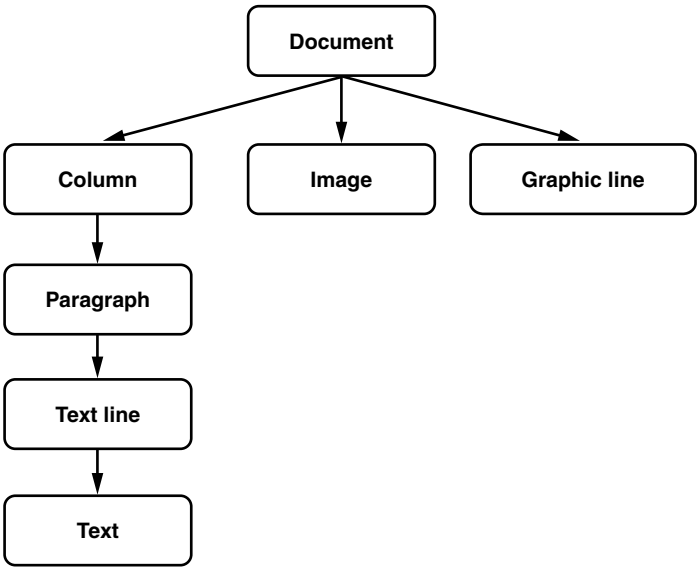 Document
Column
Image
Graphic line
Paragraph
Text line
Text